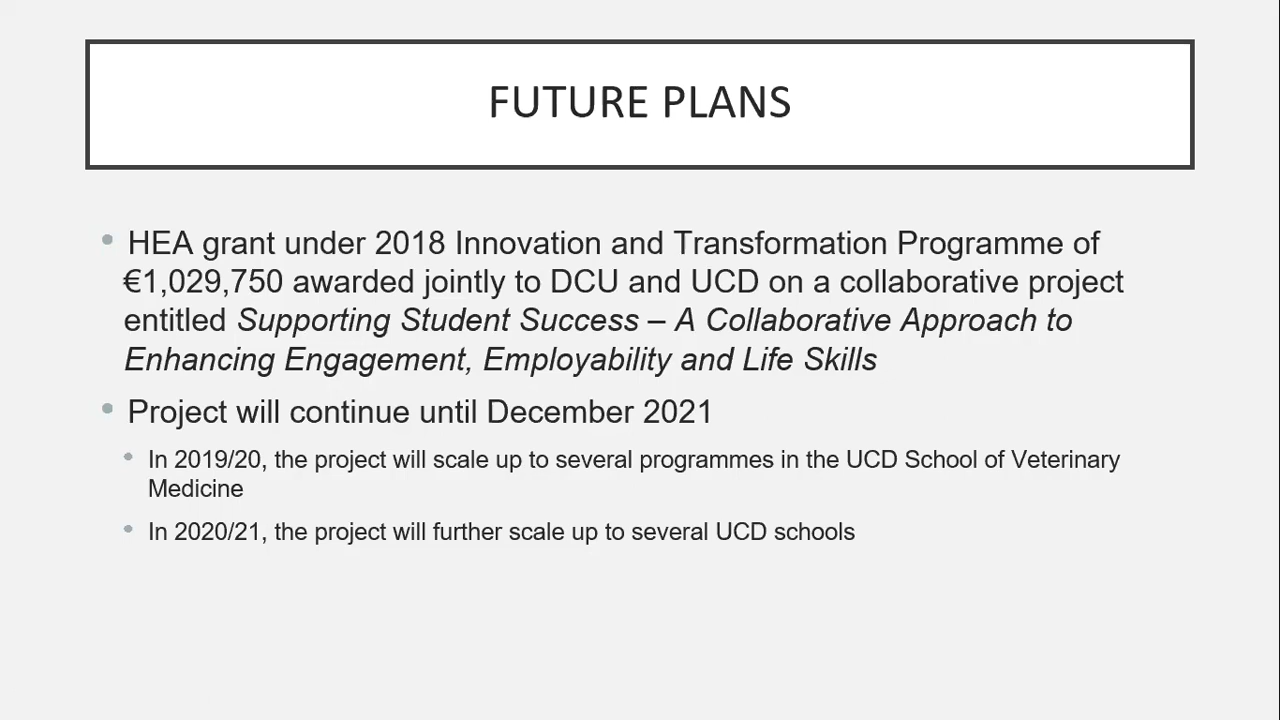 FUTURE PLANS
• HEA grant under 2018 Innovation and Transformation Programme of
€1,029,750 awarded jointly to DCU and UCD on a collaborative project
entitled Supporting Student Success – A Collaborative Approach to
Enhancing Engagement, Employability and Life Skills
• Project will continue until December 2021
• In 2019/20, the project will scale up to several programmes in the UCD School of Veterinary
Medicine
• In 2020/21, the project will further scale up to several UCD schools